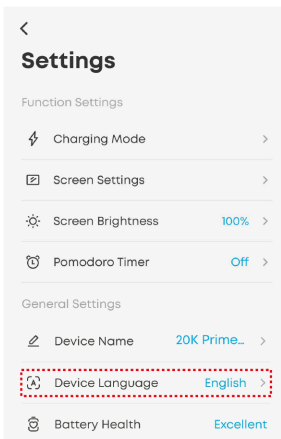 Settings
Function Settings
Charging Mode
Screen Settings
Screen Brightness 100%
Pomodoro Timer Off
General Settings
Device Name 20K Prime...
Device Language English
Battery Health Excellent